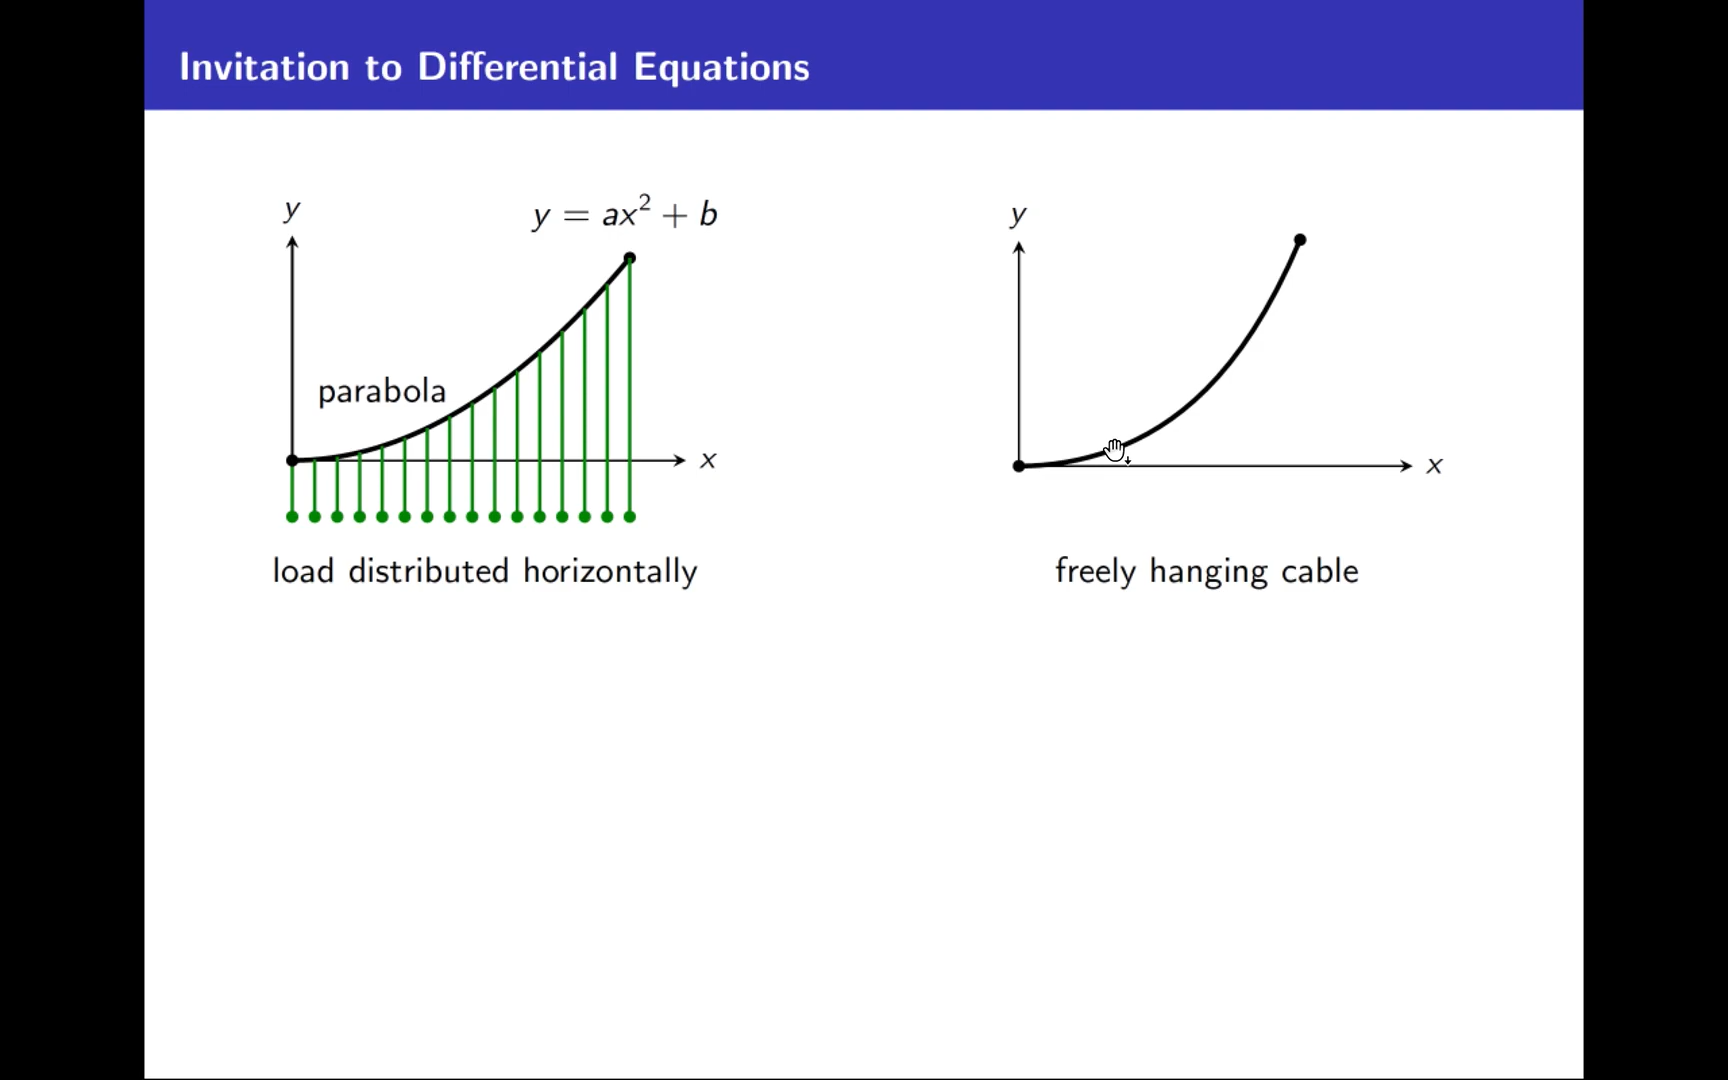 Invitation to Differential Equations
y
y = ax² + b
parabola
x
load distributed horizontally
y
x
freely hanging cable